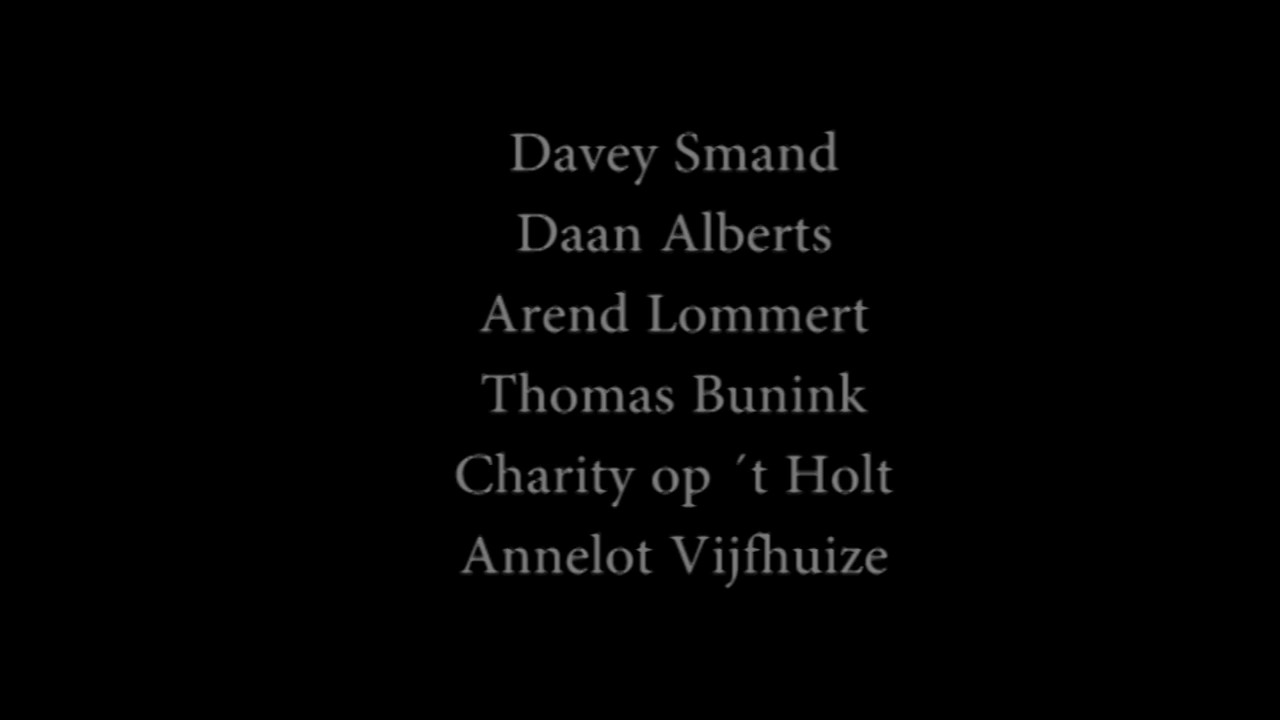 Davey Smand
Daan Alberts
Arend Lommert
Thomas Bunink
Charity op ´t Holt
Annelot Vijfhuize